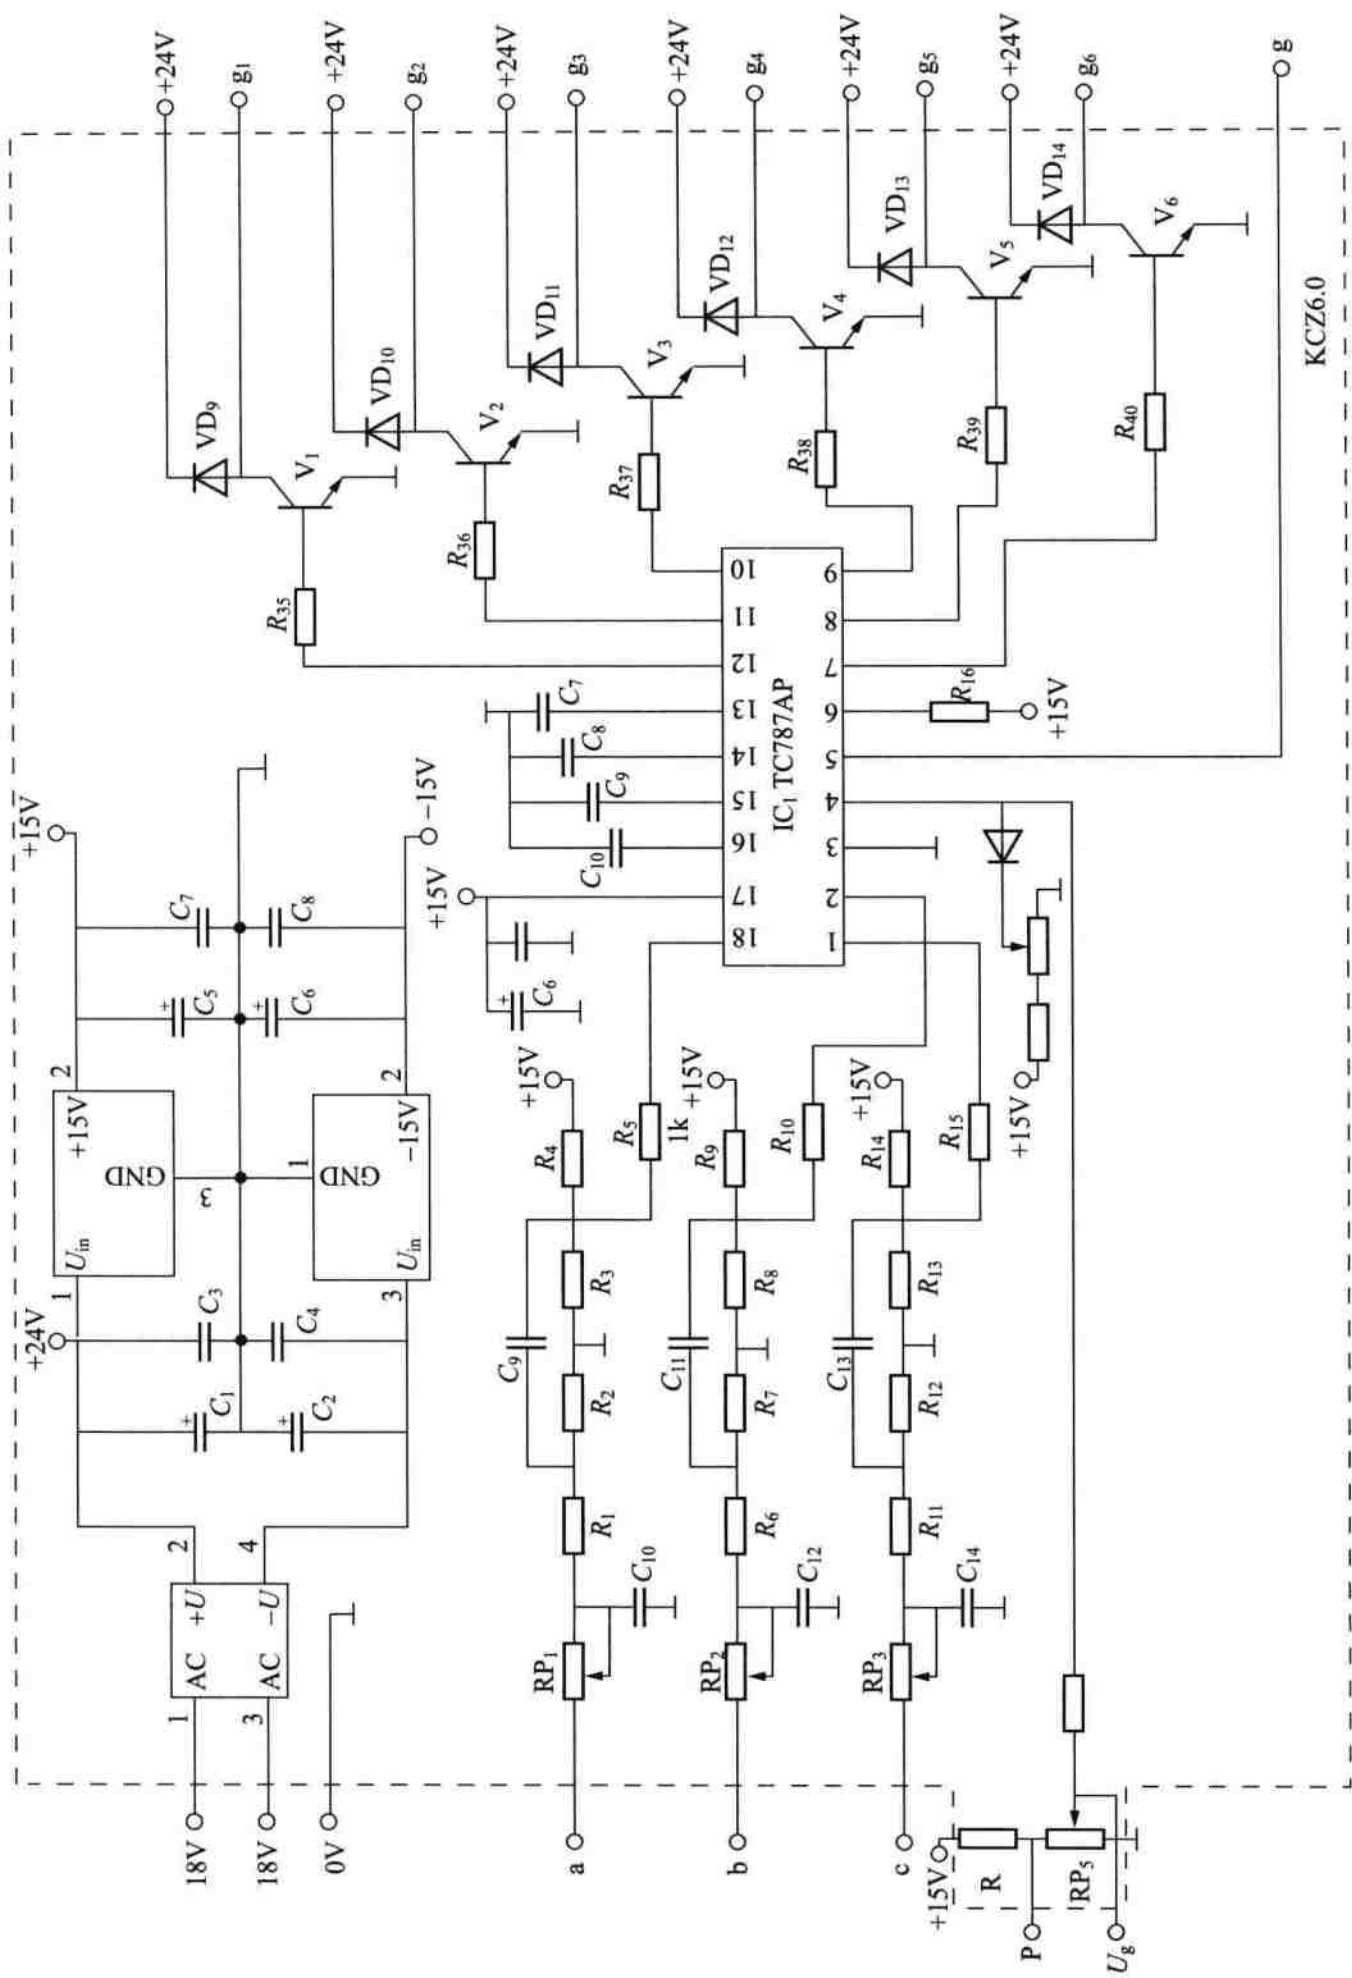 +24V
g₁
+24V
g₂
+24V
g₃
+24V
g₄
+24V
g₅
+24V
g₆
g
VD₉
V₁
VD₁₀
V₂
VD₁₁
V₃
VD₁₂
V₄
VD₁₃
V₅
VD₁₄
V₆
KCZ6.0
R₃₅
R₃₆
R₃₇
R₃₈
R₃₉
R₄₀
10
11
12
13
14
15
16
17
18
IC₁ TC787AP
9
8
7
6
5
4
3
2
1
C₇
C₈
C₉
C₁₀
R₁₆
+15V
+15V
+
C₆
18V
18V
0V
1
3
AC
AC
+U
−U
2
4
+24V
+
C₁
+
C₂
C₃
C₄
1
Uin
GND
+15V
2
3
1
3
Uin
GND
−15V
2
+
C₅
+
C₆
C₇
C₈
+15V
−15V
a
RP₁
C₁₀
R₁
R₂
C₉
R₃
R₄
+15V
R₅
1k
b
RP₂
C₁₂
R₆
R₇
C₁₁
R₈
R₉
+15V
R₁₀
c
RP₃
C₁₄
R₁₁
R₁₂
C₁₃
R₁₃
R₁₄
+15V
R₁₅
+15V
+15V
R
RP₅
P
Ug